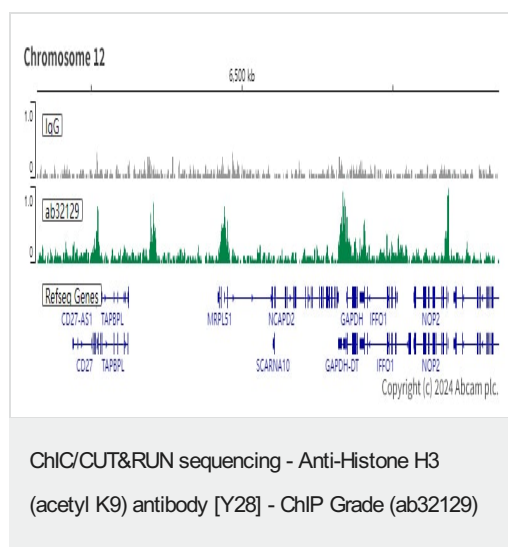 Chromosome 12
6,500 kb
1.0
IgG
0
1.0
ab32129
0
Refseq Genes
CD27-AS1 TAPBPL MRPL51 NCAPD2 GAPDH IFFO1 NOP2
CD27 TAPBPL SCARNA10 GAPDH-DT IFFO1 NOP2
Copyright (c) 2024 Abcam plc.
ChIC/CUT&RUN sequencing - Anti-Histone H3
(acetyl K9) antibody [Y28] - ChIP Grade (ab32129)